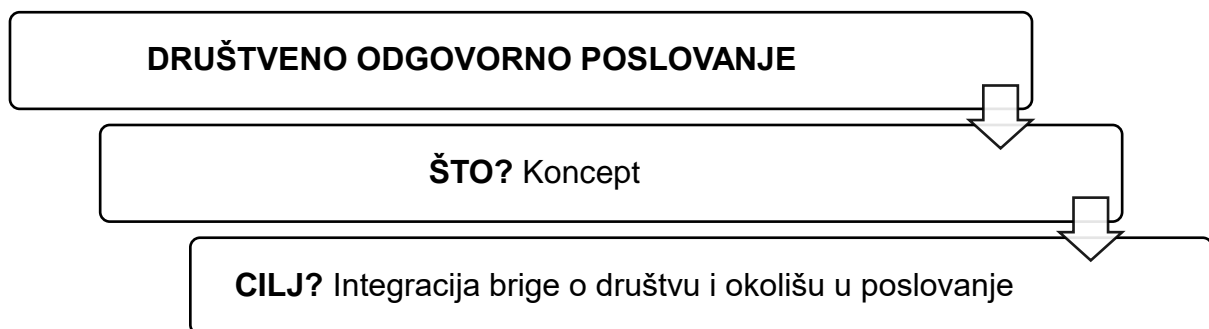 DRUŠTVENO ODGOVORNO POSLOVANJE
ŠTO? Koncept
CILJ? Integracija brige o društvu i okolišu u poslovanje